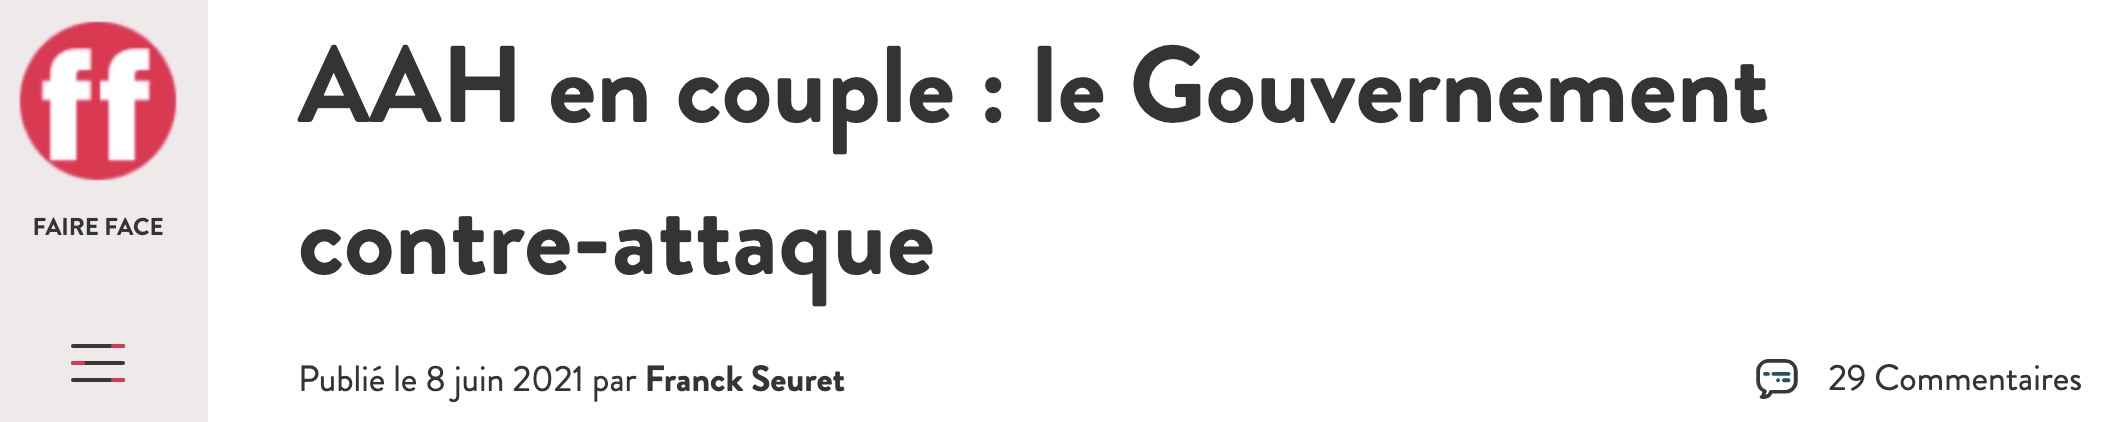 ff
FAIRE FACE
AAH en couple : le Gouvernement
contre-attaque
Publié le 8 juin 2021 par Franck Seuret
29 Commentaires